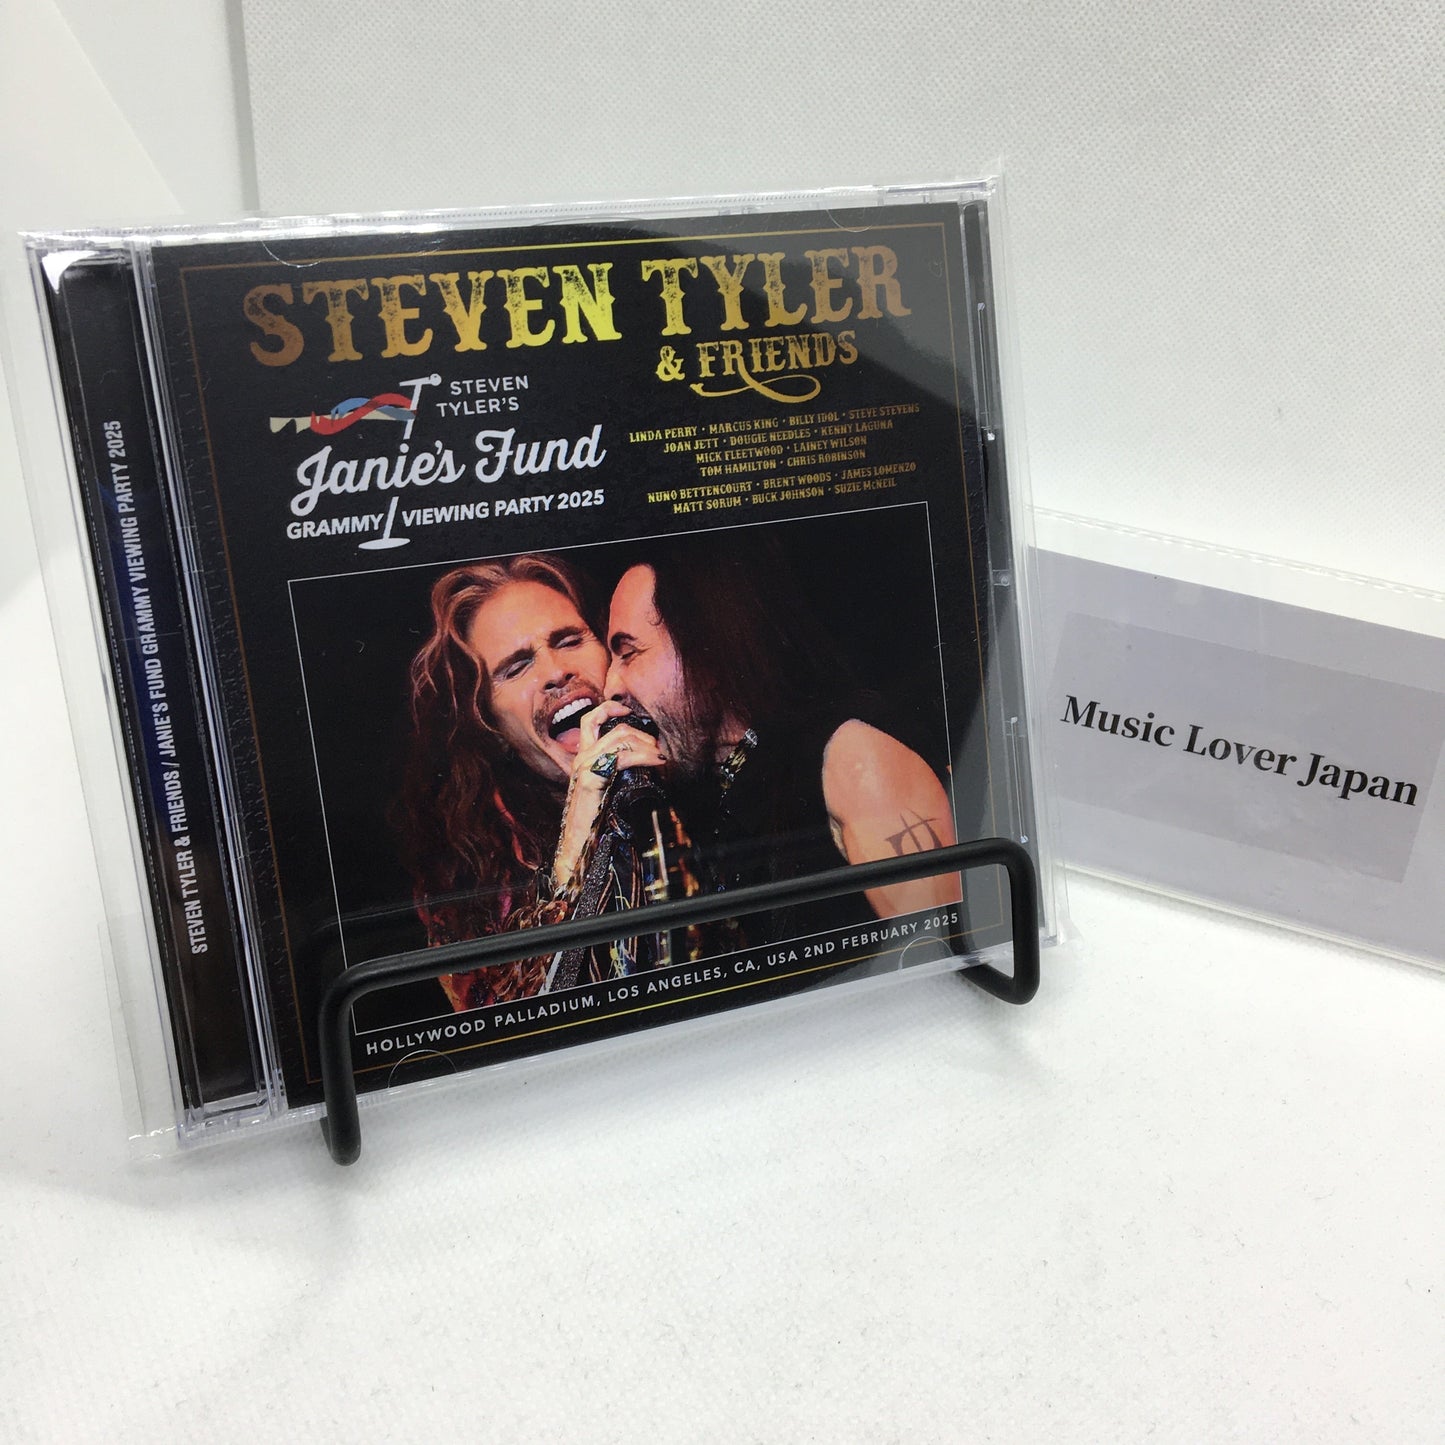 STEVEN TYLER
& FRIENDS
STEVEN
TYLER'S
Janie's Fund
GRAMMY VIEWING PARTY 2025
LINDA PERRY • MARCUS KING • BILLY IDOL • STEVE STEVENS
JOAN JETT • DOUGIE NEEDLES • KENNY LAGUNA
MICK FLEETWOOD • LAINEY WILSON
TOM HAMILTON • CHRIS ROBINSON
NUNO BETTENCOURT • BRENT WOODS • JAMES LOMENZO
MATT SORUM • BUCK JOHNSON • SUZIE McNEIL
HOLLYWOOD PALLADIUM, LOS ANGELES, CA, USA 2ND FEBRUARY 2025
STEVEN TYLER & FRIENDS / JANIE'S FUND GRAMMY VIEWING PARTY 2025
Music Lover Japan